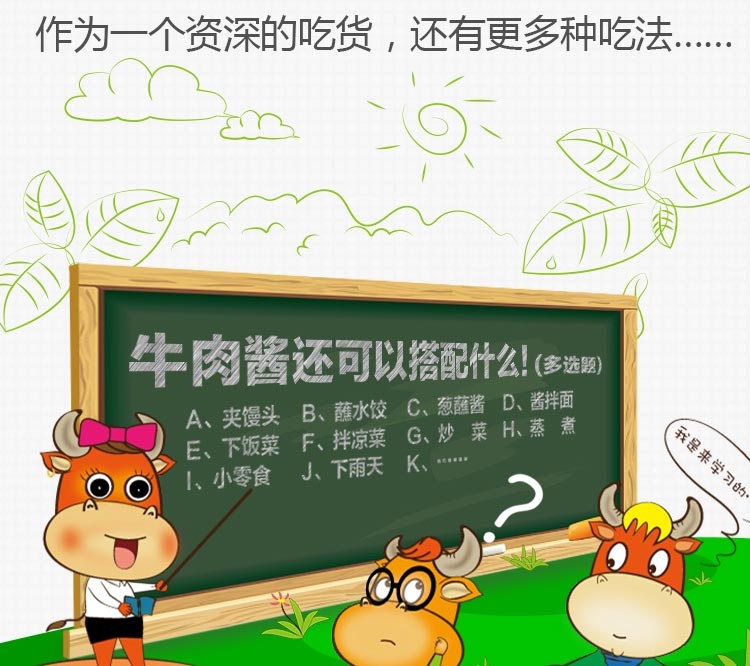 作为一个资深的吃货，还有更多种吃法……
牛肉酱还可以搭配什么!(多选题)
A、夹馒头 B、蘸水饺 C、葱蘸酱 D、酱拌面
E、下饭菜 F、拌凉菜 G、炒 菜 H、蒸 煮
I、小零食 J、下雨天 K、……
?
我是来学习的…